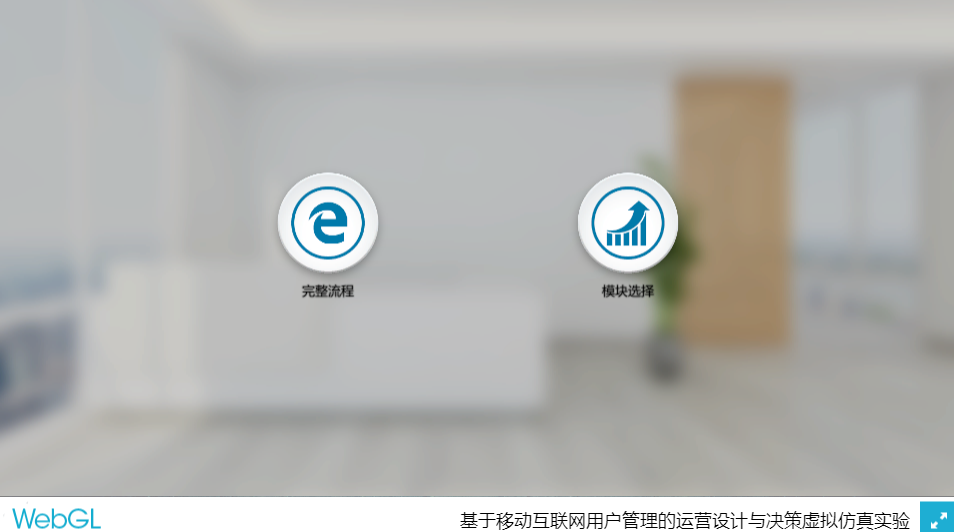 完整流程
模块选择
WebGL
基于移动互联网用户管理的运营设计与决策虚拟仿真实验